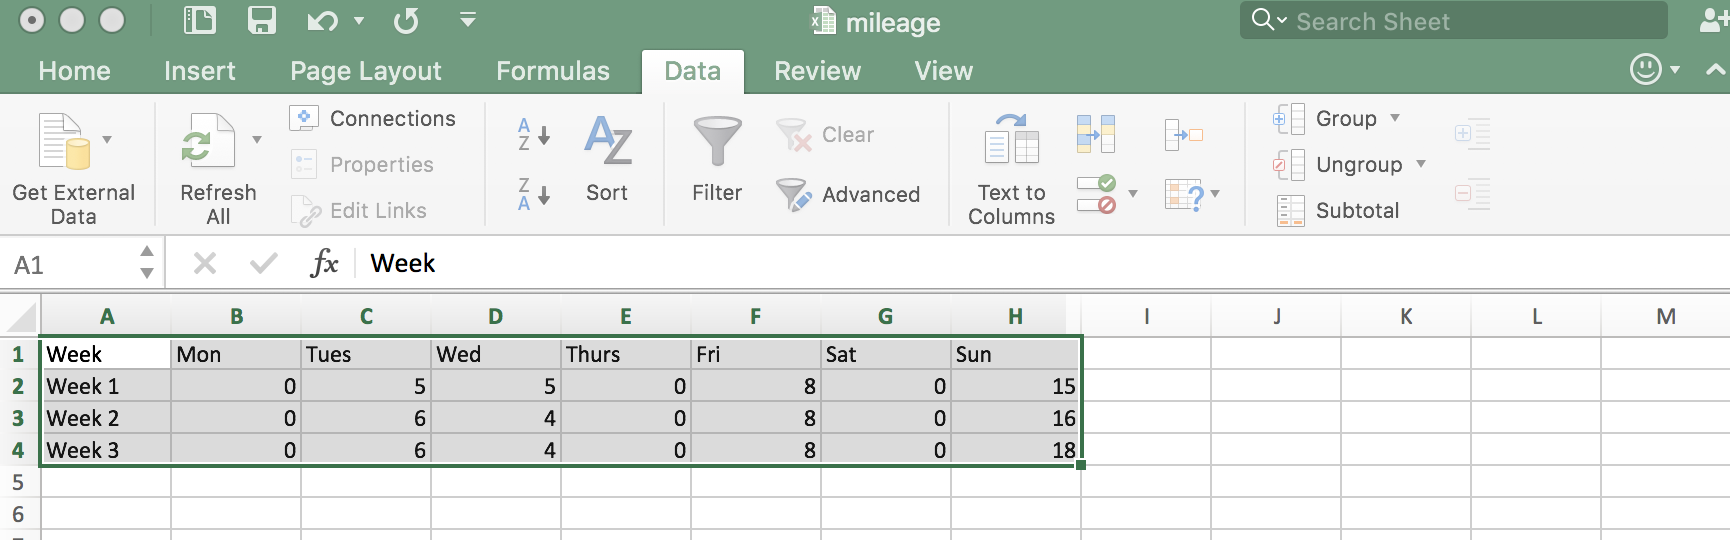 mileage
Search Sheet
Home Insert Page Layout Formulas Data Review View
Get External Data
Refresh All
Connections
Properties
Edit Links
A Z
Z A
A Z
Sort
Filter
Clear
Advanced
Text to Columns
Group
Ungroup
Subtotal
A1 fx Week
A B C D E F G H I J K L M
1 Week Mon Tues Wed Thurs Fri Sat Sun
2 Week 1 0 5 5 0 8 0 15
3 Week 2 0 6 4 0 8 0 16
4 Week 3 0 6 4 0 8 0 18
5
6